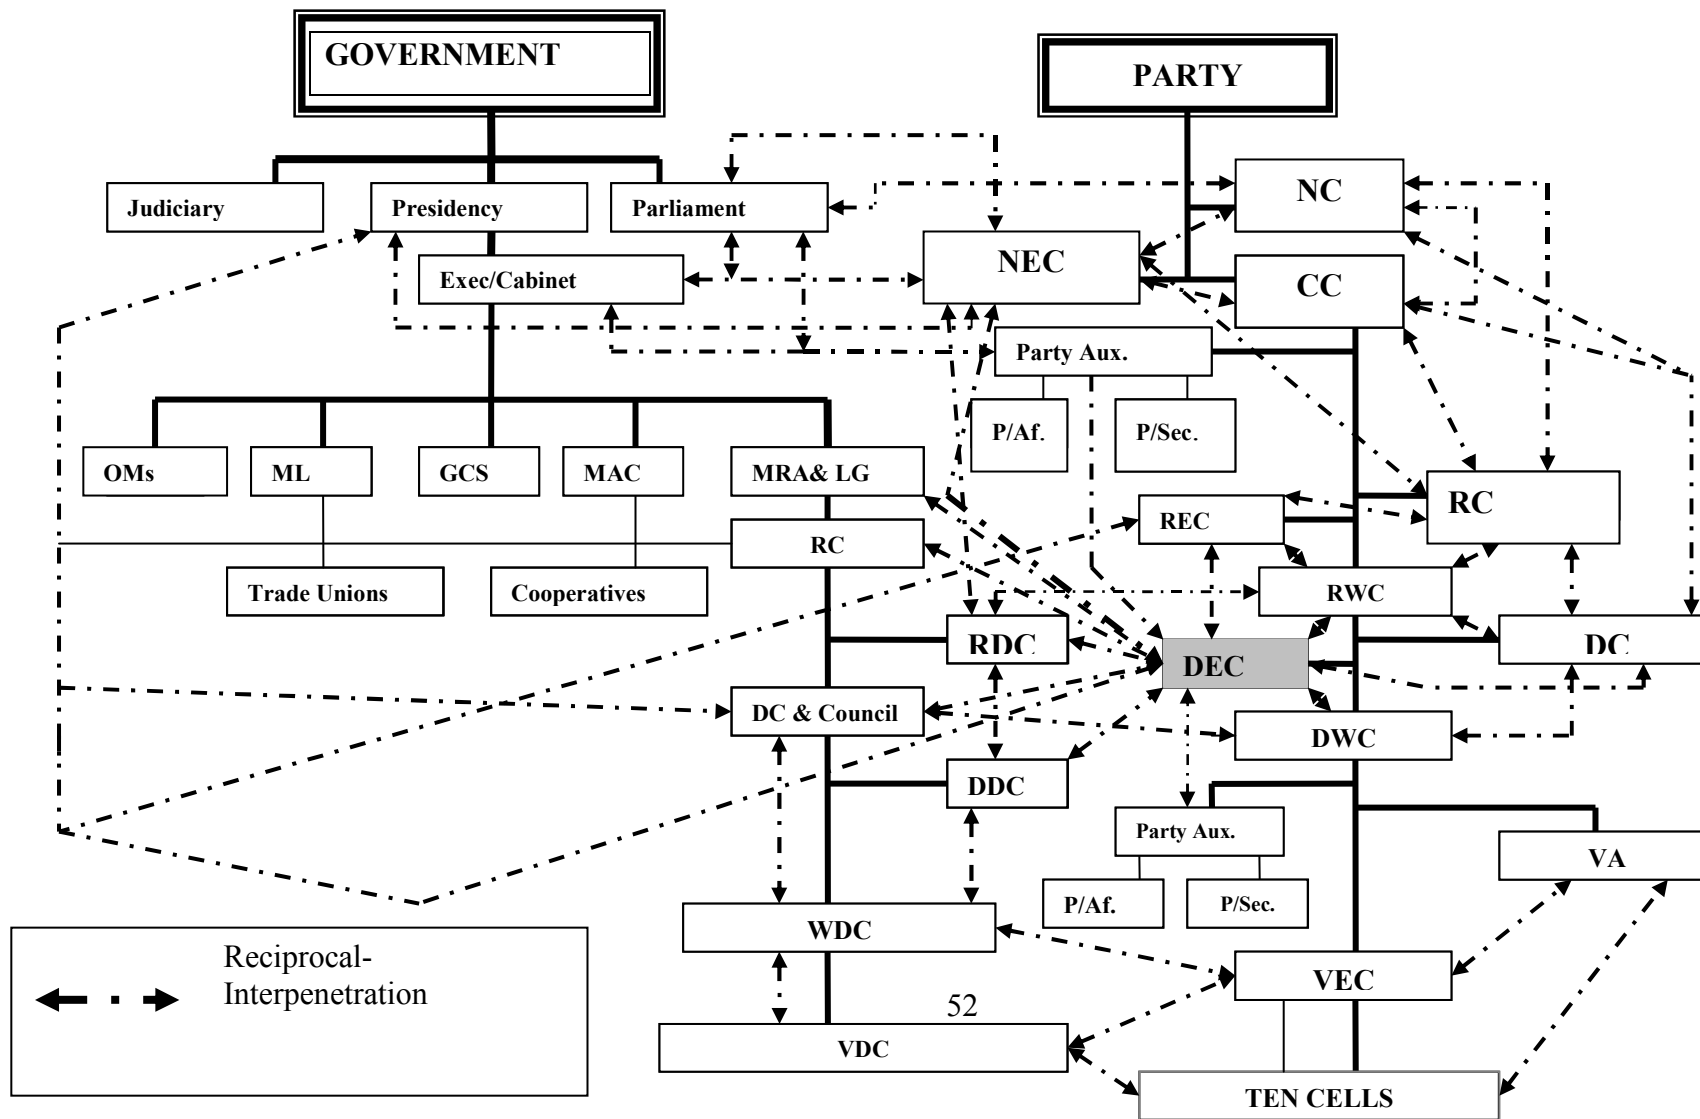 GOVERNMENT
PARTY
Judiciary
Presidency
Parliament
NC
NEC
Exec/Cabinet
CC
Party Aux.
P/Af.
P/Sec.
OMs
ML
GCS
MAC
MRA& LG
RC
REC
RC
Trade Unions
Cooperatives
RWC
RDC
DEC
DC
DC & Council
DWC
DDC
Party Aux.
VA
P/Af.
P/Sec.
WDC
Reciprocal-
Interpenetration
VEC
52
VDC
TEN CELLS